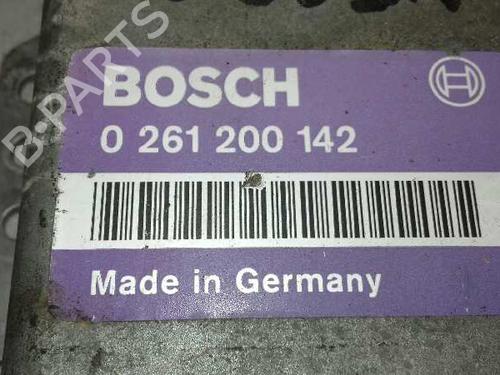 BOSCH
0 261 200 142
Made in Germany
B-PARTS